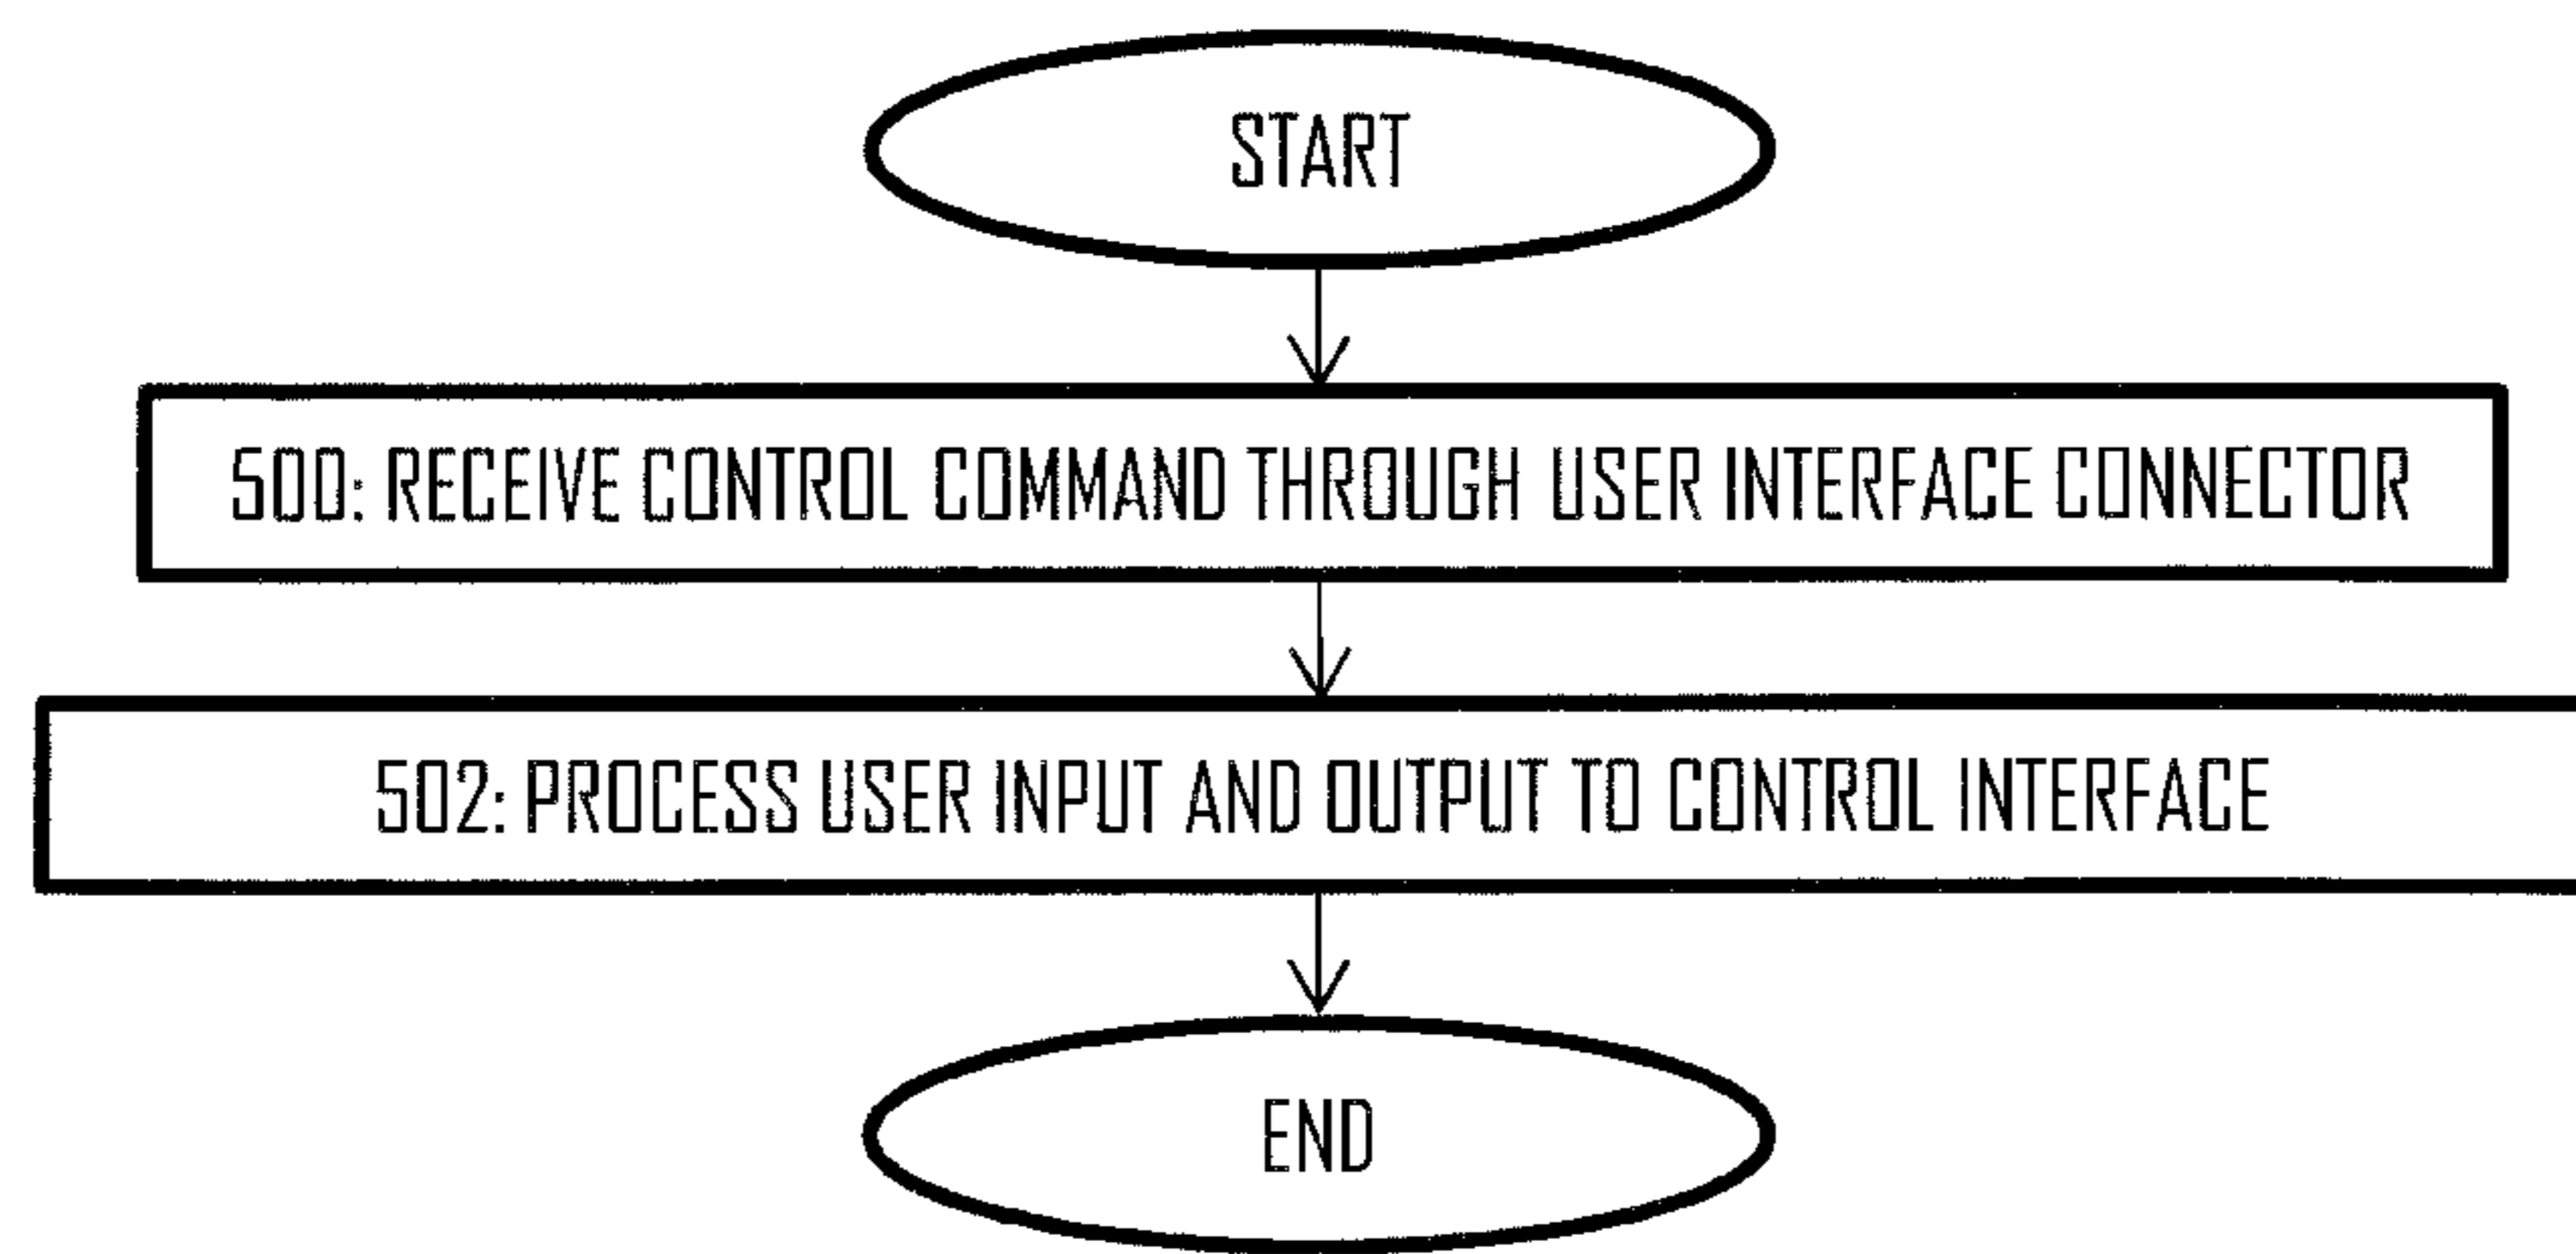 START
500: RECEIVE CONTROL COMMAND THROUGH USER INTERFACE CONNECTOR
502: PROCESS USER INPUT AND OUTPUT TO CONTROL INTERFACE
END